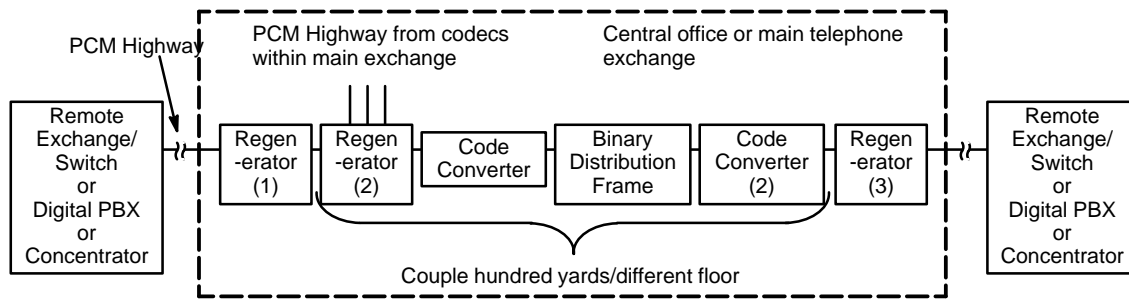 PCM Highway
PCM Highway from codecs
within main exchange
Central office or main telephone
exchange
Remote
Exchange/
Switch
or
Digital PBX
or
Concentrator
Regen
-erator
(1)
Regen
-erator
(2)
Code
Converter
Binary
Distribution
Frame
Code
Converter
(2)
Regen
-erator
(3)
Remote
Exchange/
Switch
or
Digital PBX
or
Concentrator
Couple hundred yards/different floor